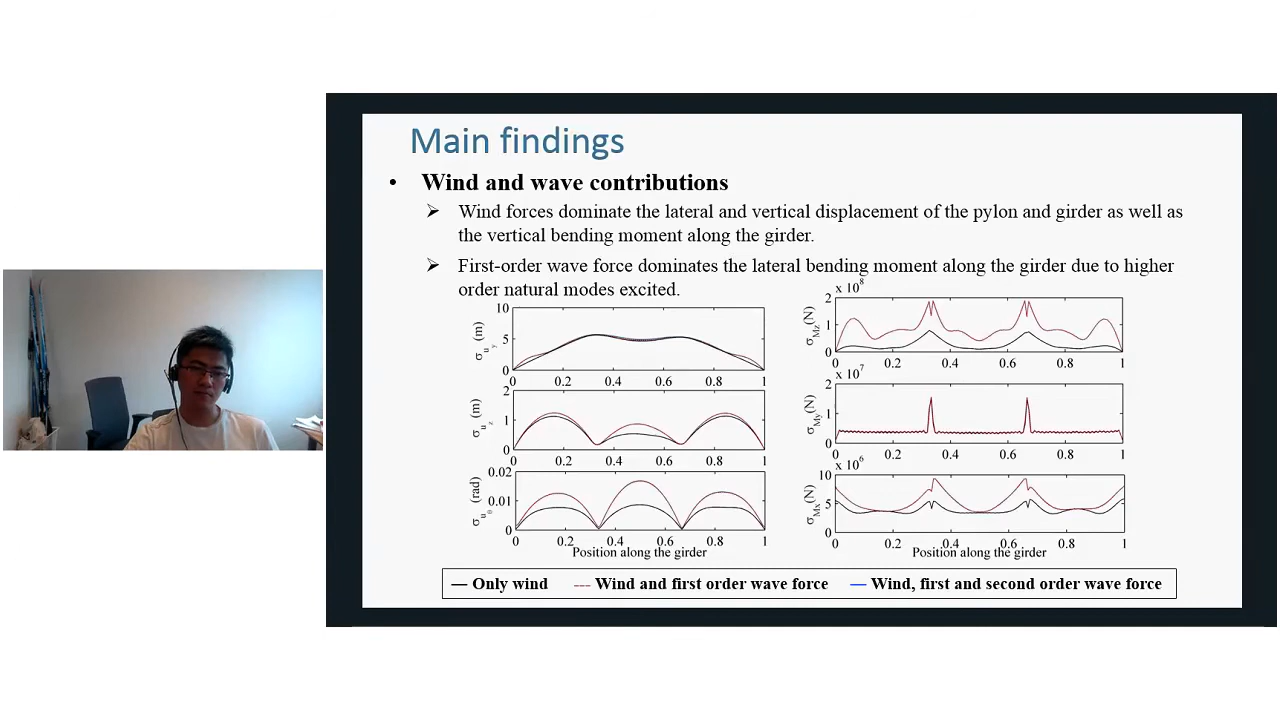 Main findings
• Wind and wave contributions
➢ Wind forces dominate the lateral and vertical displacement of the pylon and girder as well as
the vertical bending moment along the girder.
➢ First-order wave force dominates the lateral bending moment along the girder due to higher
order natural modes excited.
10
5
0
σ u y (m)
0 0.2 0.4 0.6 0.8 1
2
1
0
σ u z (m)
0 0.2 0.4 0.6 0.8 1
0.02
0.01
0
σ u θ (rad)
0 0.2 0.4 0.6 0.8 1
Position along the girder
x 10^8
2
1
0
σ Mz (N)
0 0.2 0.4 0.6 0.8 1
x 10^7
2
1
0
σ My (N)
0 0.2 0.4 0.6 0.8 1
x 10^6
10
5
0
σ Mx (N)
0 0.2 0.4 0.6 0.8 1
Position along the girder
Only wind Wind and first order wave force Wind, first and second order wave force